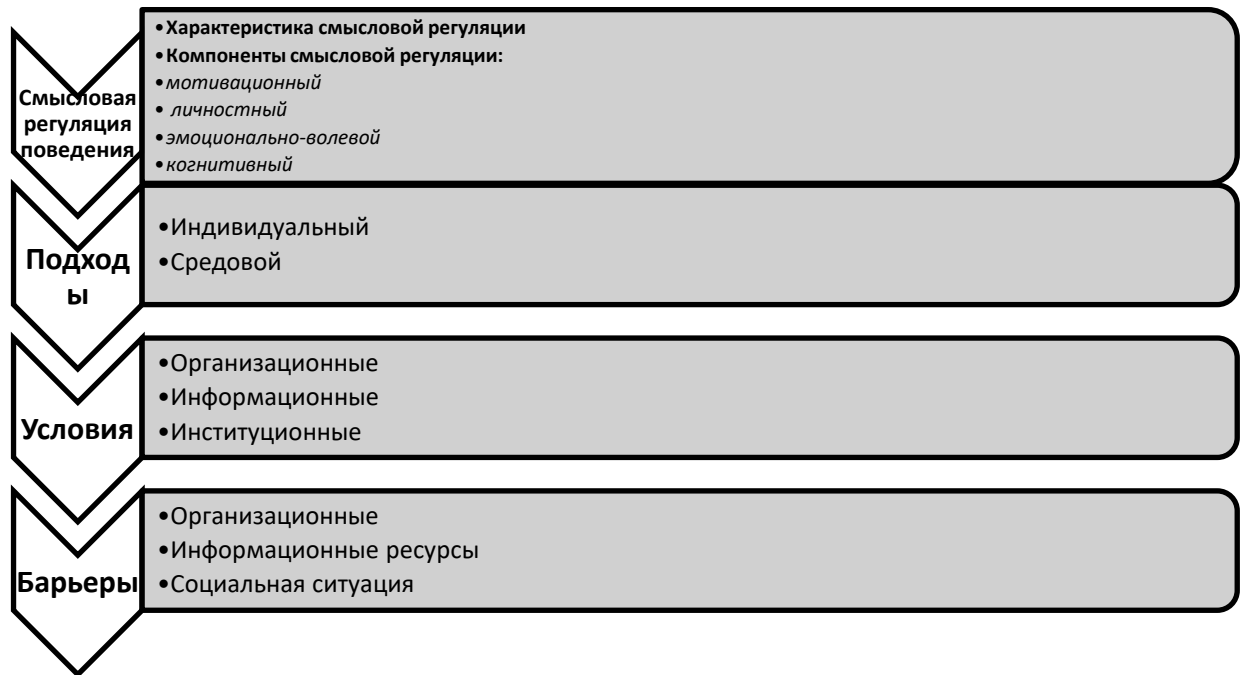 Смысловая
регуляция
поведения
•Характеристика смысловой регуляции
•Компоненты смысловой регуляции:
•мотивационный
• личностный
•эмоционально-волевой
•когнитивный
Подход
ы
•Индивидуальный
•Средовой
Условия
•Организационные
•Информационные
•Институционные
Барьеры
•Организационные
•Информационные ресурсы
•Социальная ситуация